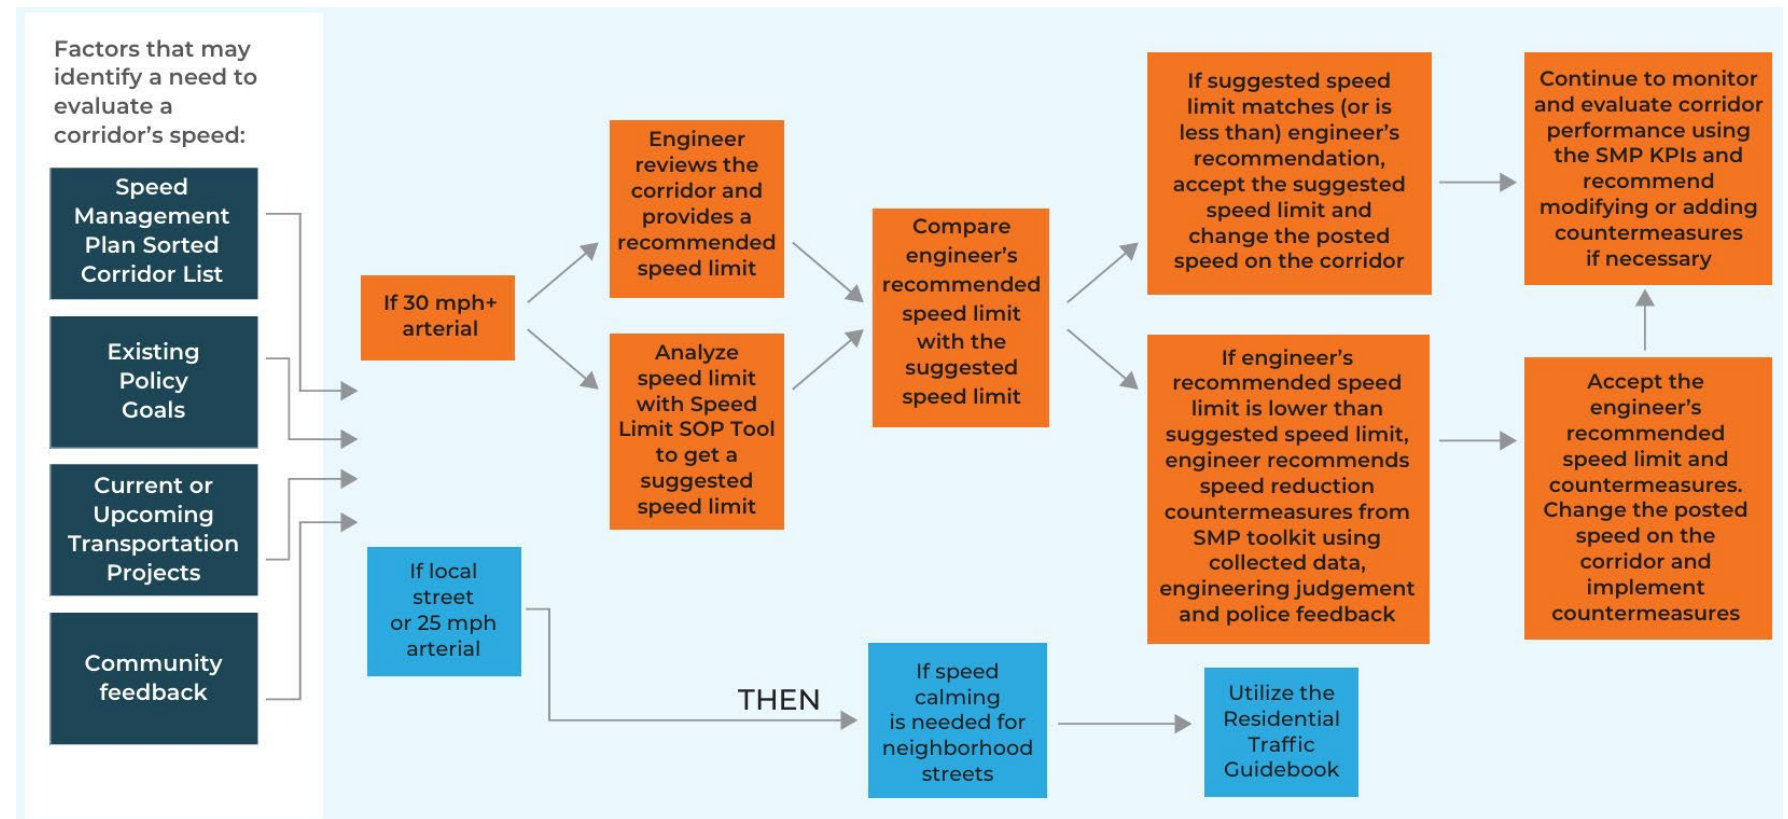 Factors that may
identify a need to
evaluate a
corridor's speed:
Speed
Management
Plan Sorted
Corridor List
Existing
Policy
Goals
Current or
Upcoming
Transportation
Projects
Community
feedback
If 30 mph+
arterial
If local
street
or 25 mph
arterial
Engineer
reviews the
corridor and
provides a
recommended
speed limit
Analyze
speed limit
with Speed
Limit SOP Tool
to get a
suggested
speed limit
Compare
engineer's
recommended
speed limit
with the
suggested
speed limit
If suggested speed
limit matches (or is
less than) engineer's
recommendation,
accept the suggested
speed limit and
change the posted
speed on the corridor
If engineer's
recommended speed
limit is lower than
suggested speed limit,
engineer recommends
speed reduction
countermeasures from
SMP toolkit using
collected data,
engineering judgement
and police feedback
Continue to monitor
and evaluate corridor
performance using
the SMP KPIs and
recommend
modifying or adding
countermeasures
if necessary
Accept the
engineer's
recommended
speed limit and
countermeasures.
Change the posted
speed on the
corridor and
implement
countermeasures
THEN
If speed
calming
is needed for
neighborhood
streets
Utilize the
Residential
Traffic
Guidebook